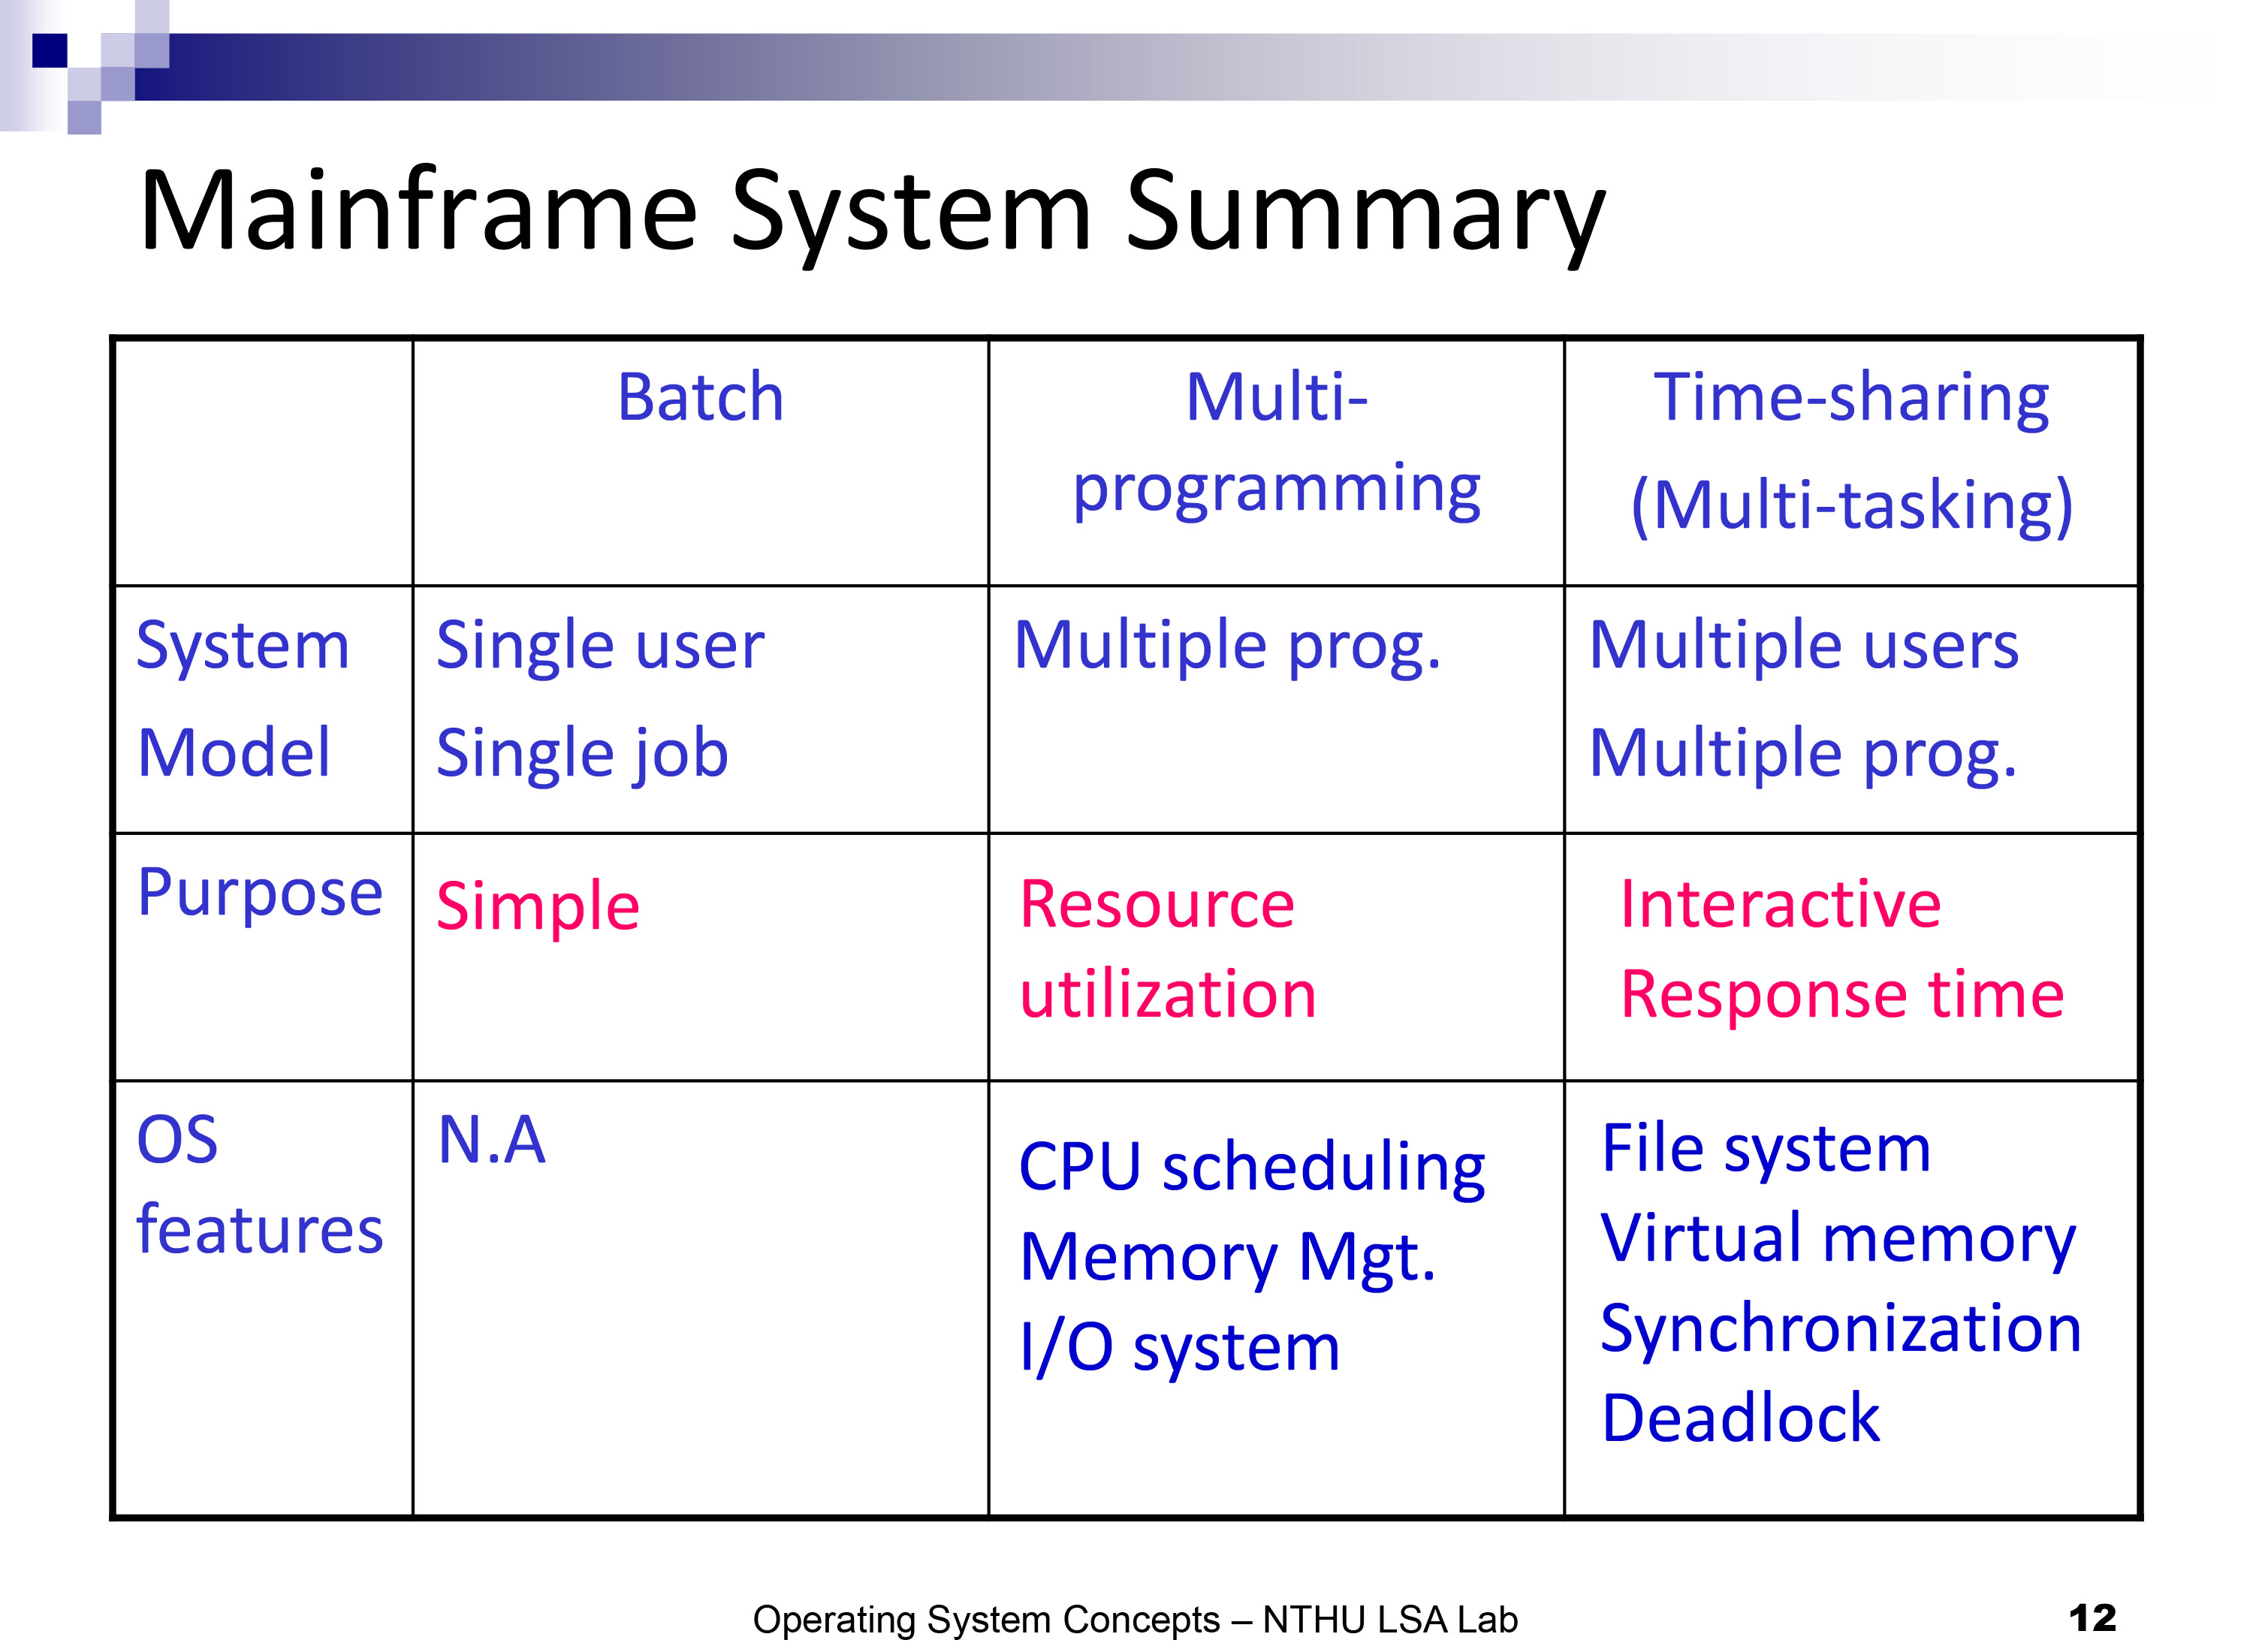 Mainframe System Summary
Batch
Multi-
programming
Time-sharing
(Multi-tasking)
System
Model
Single user
Single job
Multiple prog.
Multiple users
Multiple prog.
Purpose
Simple
Resource
utilization
Interactive
Response time
OS
features
N.A
CPU scheduling
Memory Mgt.
I/O system
File system
Virtual memory
Synchronization
Deadlock
Operating System Concepts – NTHU LSA Lab
12